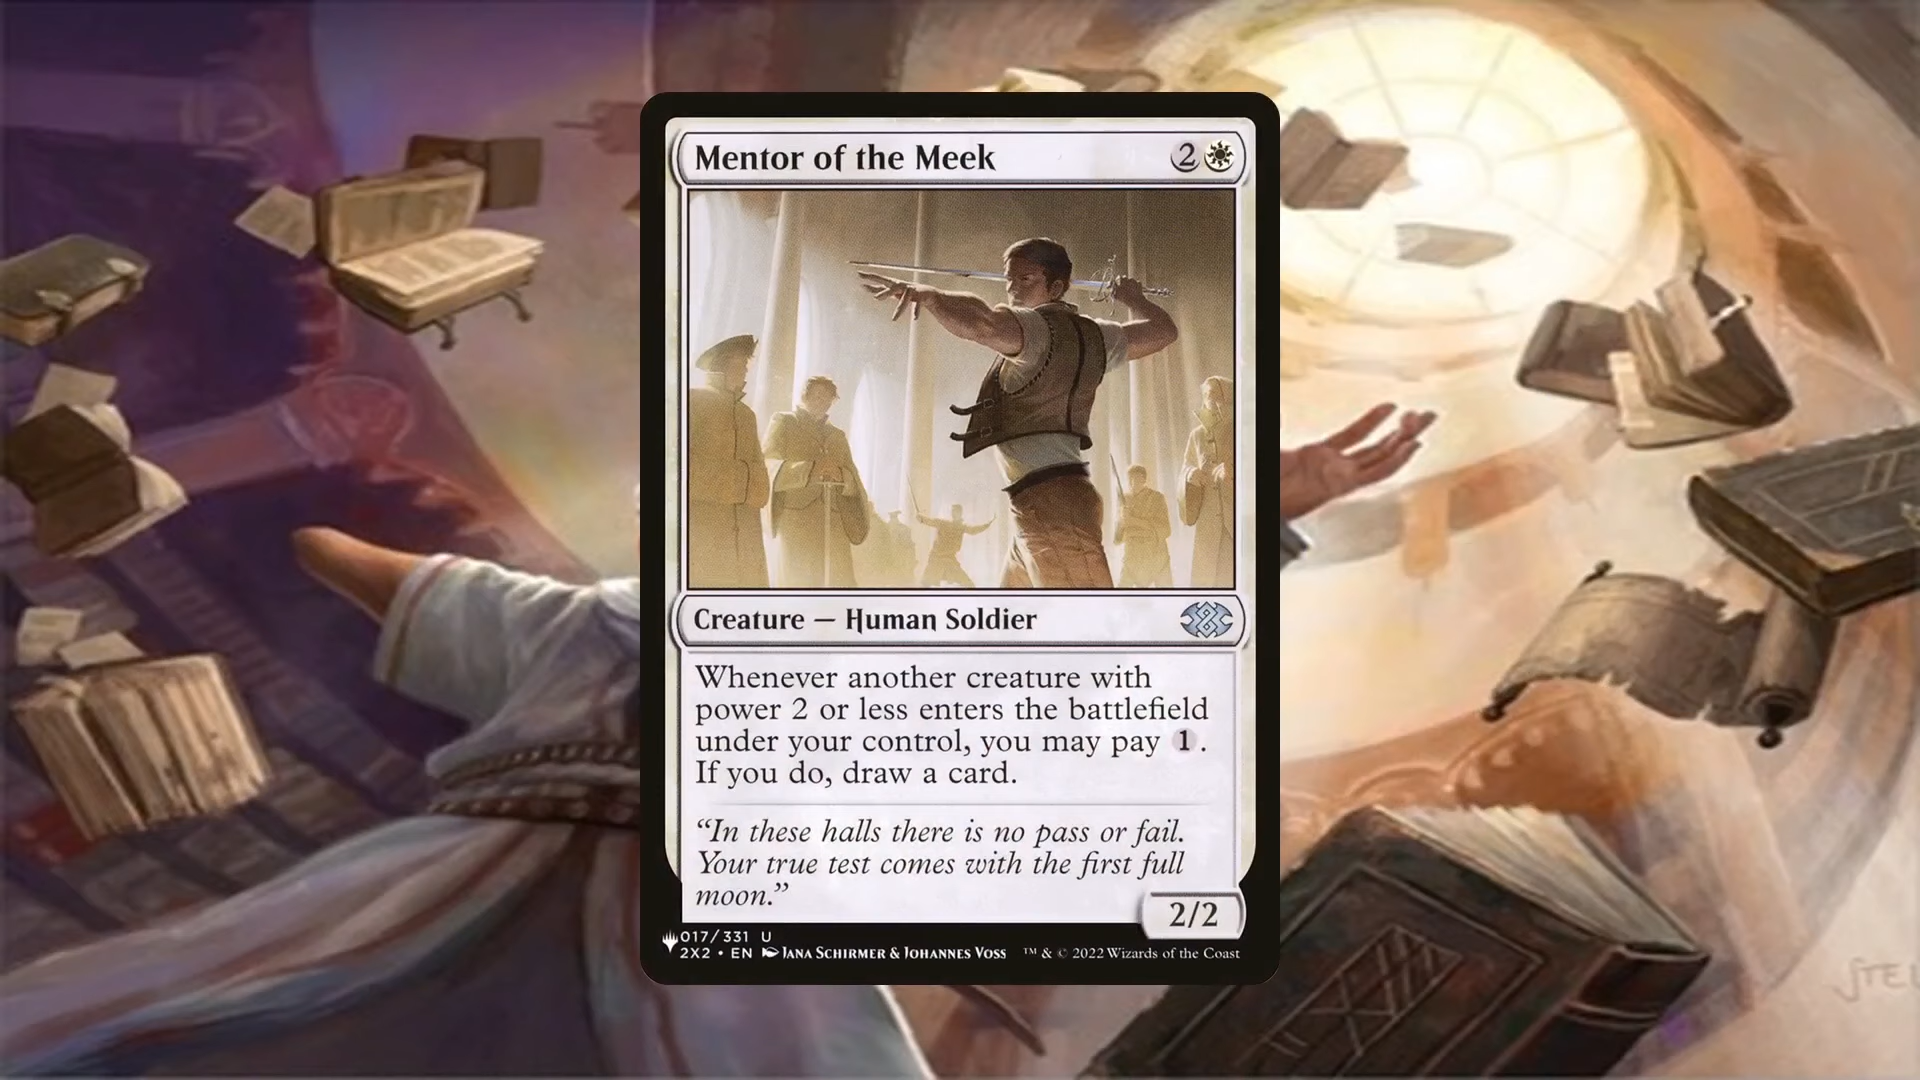 Mentor of the Meek 2
Creature — Human Soldier
Whenever another creature with
power 2 or less enters the battlefield
under your control, you may pay 1.
If you do, draw a card.
“In these halls there is no pass or fail.
Your true test comes with the first full
moon.”
2/2
017/331 U
2X2 • EN Jana Schirmer & Johannes Voss ™ & © 2022 Wizards of the Coast